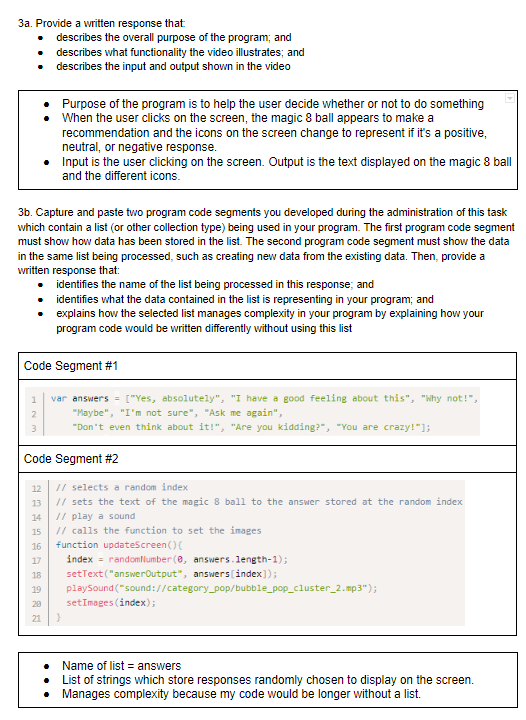 3a. Provide a written response that:
• describes the overall purpose of the program; and
• describes what functionality the video illustrates; and
• describes the input and output shown in the video
• Purpose of the program is to help the user decide whether or not to do something
• When the user clicks on the screen, the magic 8 ball appears to make a
recommendation and the icons on the screen change to represent if it's a positive,
neutral, or negative response.
• Input is the user clicking on the screen. Output is the text displayed on the magic 8 ball
and the different icons.
3b. Capture and paste two program code segments you developed during the administration of this task
which contain a list (or other collection type) being used in your program. The first program code segment
must show how data has been stored in the list. The second program code segment must show the data
in the same list being processed, such as creating new data from the existing data. Then, provide a
written response that:
• identifies the name of the list being processed in this response; and
• identifies what the data contained in the list is representing in your program; and
• explains how the selected list manages complexity in your program by explaining how your
program code would be written differently without using this list
Code Segment #1
1 var answers = ["Yes, absolutely", "I have a good feeling about this", "Why not!",
2 "Maybe", "I'm not sure", "Ask me again",
3 "Don't even think about it!", "Are you kidding?", "You are crazy!"];
Code Segment #2
12 // selects a random index
13 // sets the text of the magic 8 ball to the answer stored at the random index
14 // play a sound
15 // calls the function to set the images
16 function updateScreen(){
17 index = randomNumber(0, answers.length-1);
18 setText("answerOutput", answers[index]);
19 playSound("sound://category_pop/bubble_pop_cluster_2.mp3");
20 setImages(index);
21 }
• Name of list = answers
• List of strings which store responses randomly chosen to display on the screen.
• Manages complexity because my code would be longer without a list.